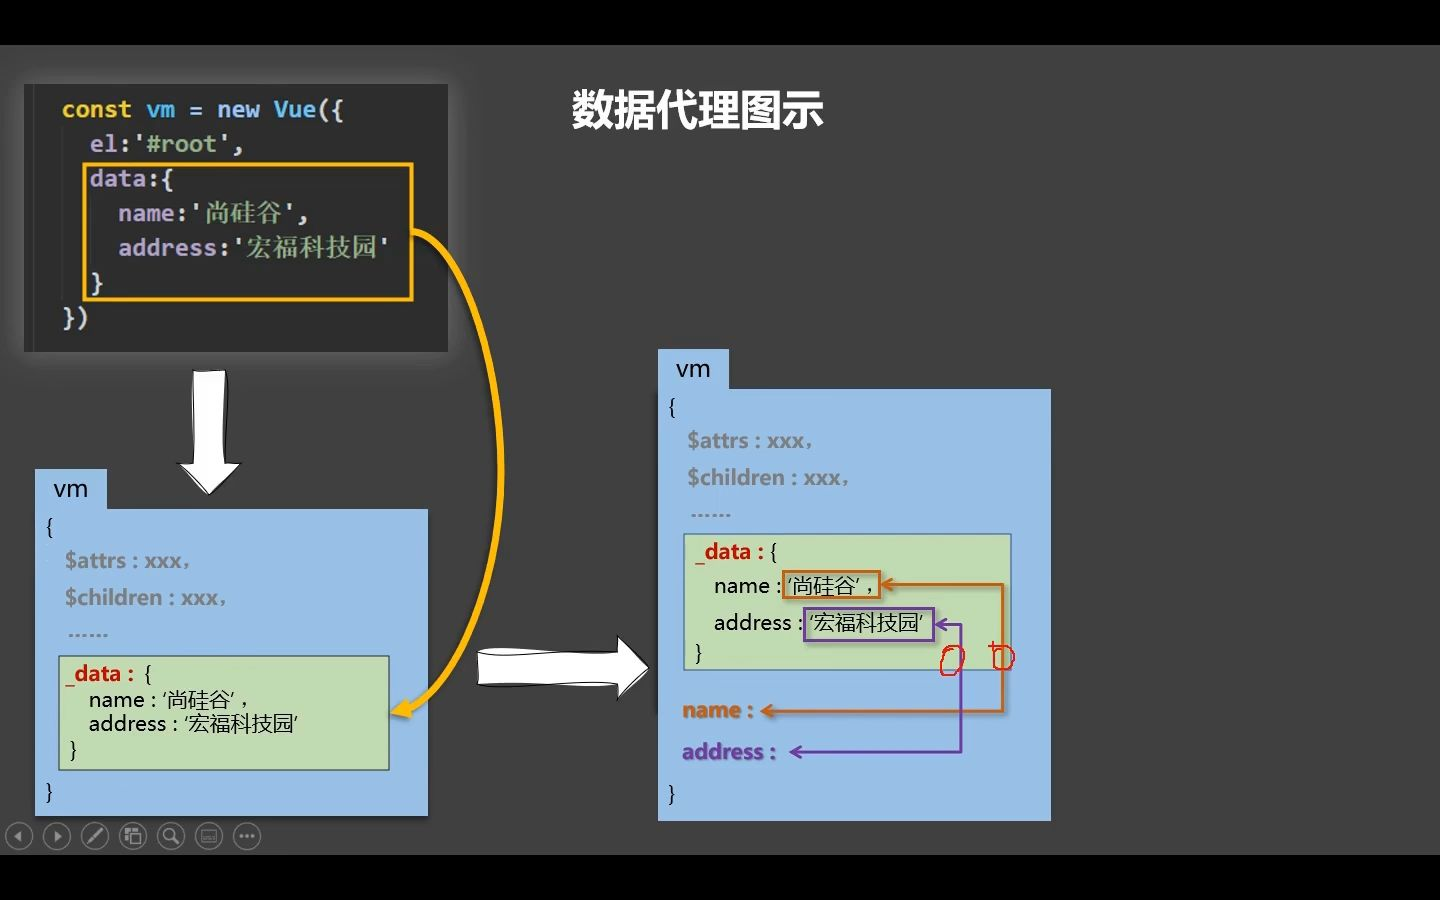 数据代理图示
const vm = new Vue({
el:'#root',
data:{
name:'尚硅谷',
address:'宏福科技园'
}
})
vm
{
$attrs : xxx，
$children : xxx，
……
_data : {
name : ‘尚硅谷’，
address : ‘宏福科技园’
}
}
vm
{
$attrs : xxx，
$children : xxx，
……
_data : {
name : ‘尚硅谷’，
address : ‘宏福科技园’
}
name :
address :
}